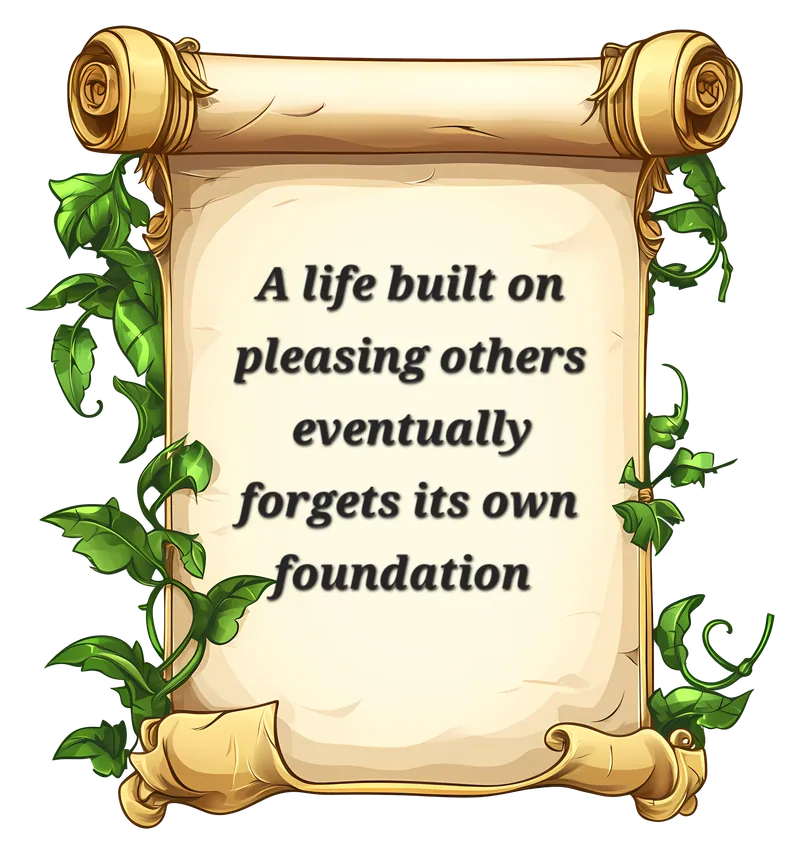 A life built on
pleasing others
eventually
forgets its own
foundation